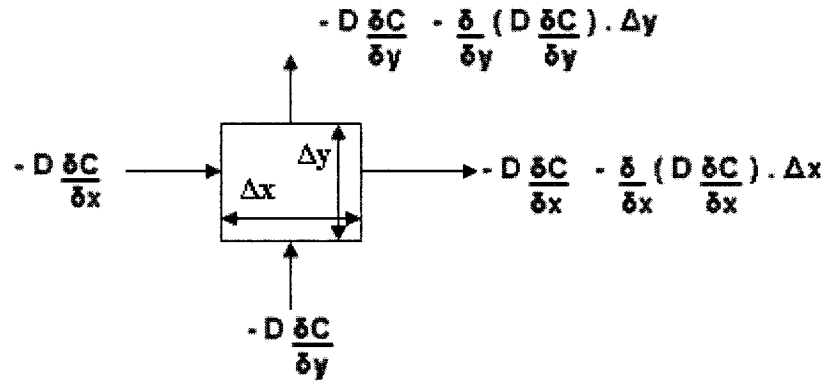 - D δC/δy - δ/δy ( D δC/δy ) . Δy
- D δC/δx
Δy
Δx
- D δC/δx - δ/δx ( D δC/δx ) . Δx
- D δC/δy